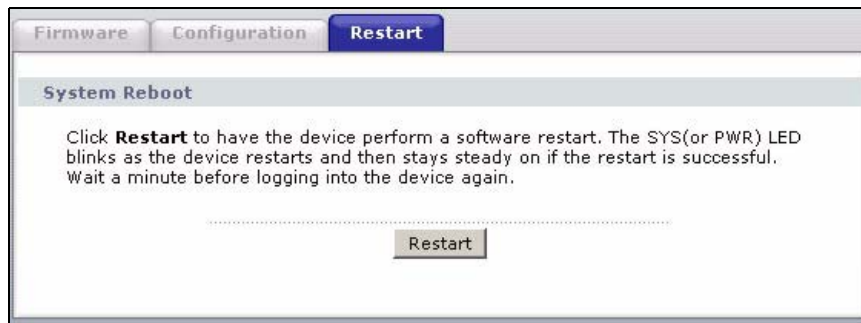 Firmware Configuration Restart
System Reboot
Click Restart to have the device perform a software restart. The SYS(or PWR) LED
blinks as the device restarts and then stays steady on if the restart is successful.
Wait a minute before logging into the device again.
Restart